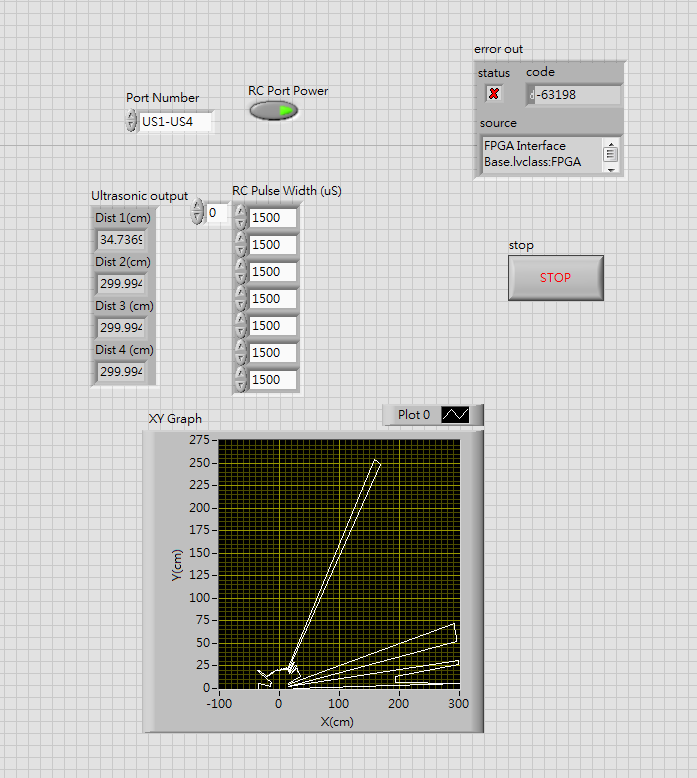 error out
status code
-63198
source
FPGA Interface
Base.lvclass:FPGA
Port Number
US1-US4
RC Port Power
Ultrasonic output
RC Pulse Width (uS)
0
Dist 1(cm)
34.7369
Dist 2(cm)
299.994
Dist 3 (cm)
299.994
Dist 4 (cm)
299.994
1500
1500
1500
1500
1500
1500
1500
stop
STOP
XY Graph
Plot 0
275
250
225
200
175
150
125
100
75
50
25
0
Y(cm)
-100 0 100 200 300
X(cm)